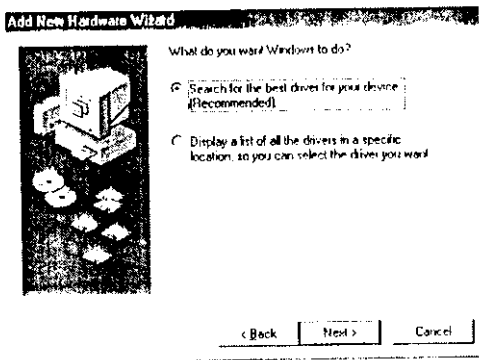 Add New Hardware Wizard
What do you want Windows to do?
Search for the best driver for your device
(Recommended).
Display a list of all the drivers in a specific
location, so you can select the driver you want.
< Back
Next >
Cancel